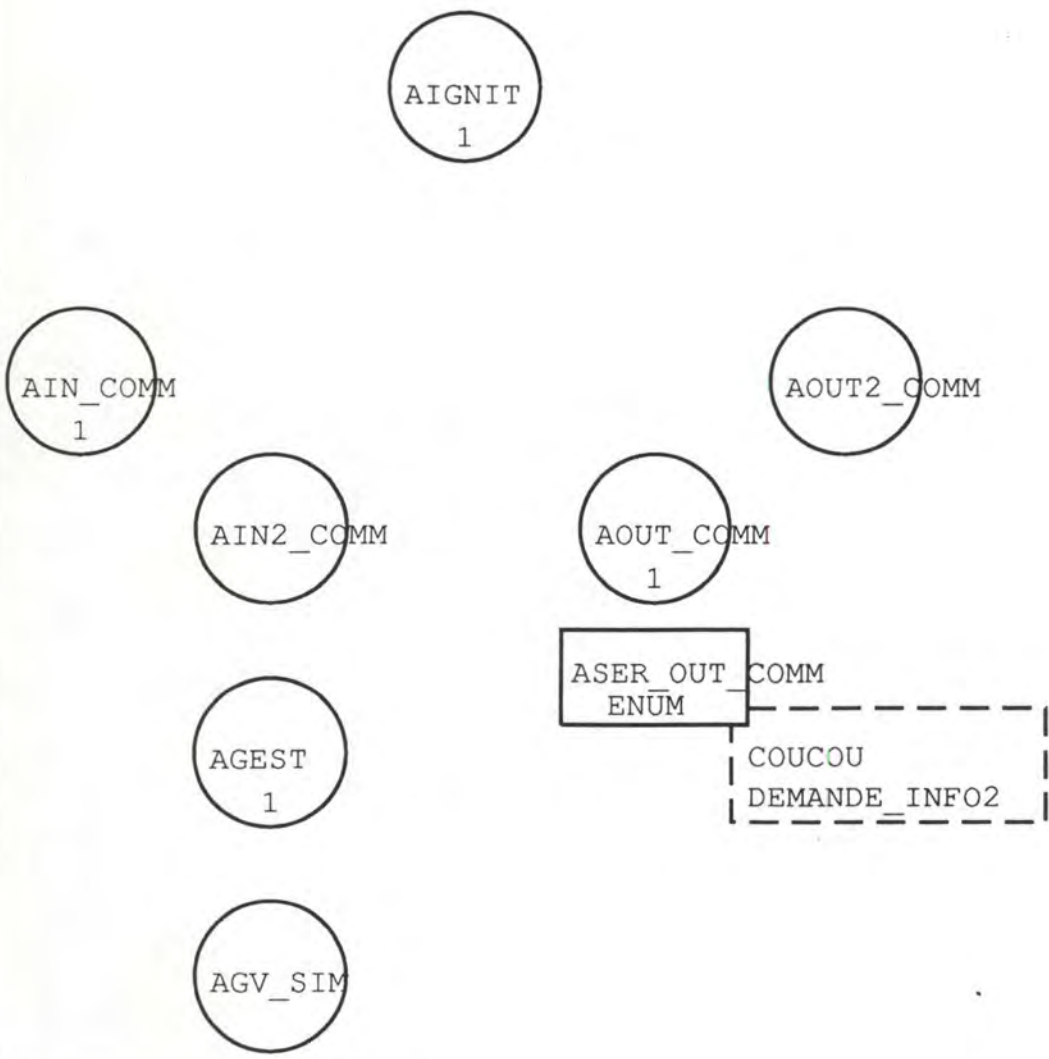 AIGNIT
1
AIN_COMM
1
AOUT2_COMM
AIN2_COMM
AOUT_COMM
1
ASER_OUT_COMM
ENUM
COUCOU
DEMANDE_INFO2
AGEST
1
AGV_SIM